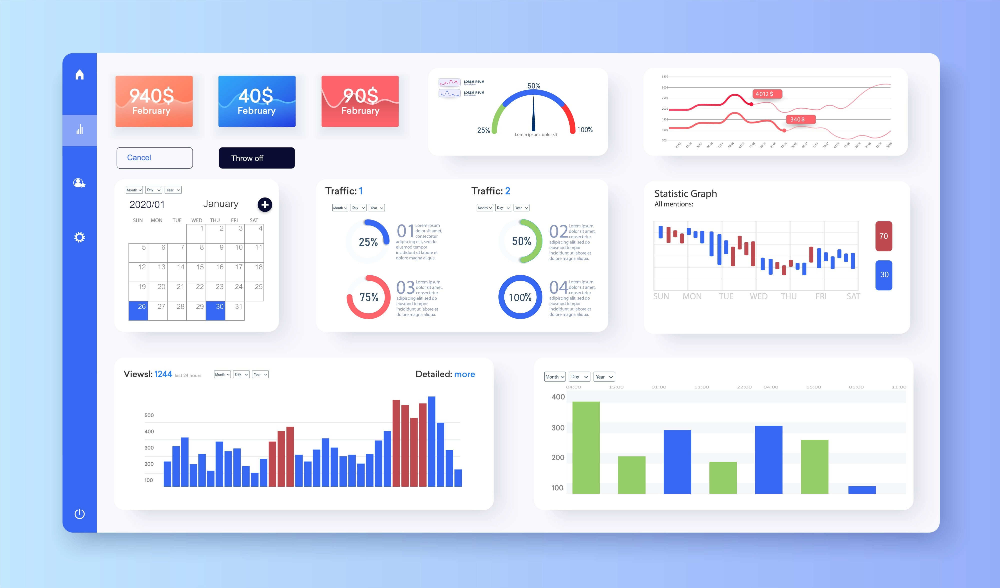 940$
February
40$
February
90$
February
Cancel
Throw off
LOREM IPSUM
lorem ipsum
LOREM IPSUM
lorem ipsum
50%
25%
100%
Lorem ipsum dolor sit
3500
3000
2500
2000
1500
1000
500
4012 $
340 $
01.03
15.03
30.03
01.04
15.04
30.04
01.05
15.05
30.05
01.06
15.06
30.06
01.07
15.07
30.07
01.08
15.08
30.08
01.09
15.09
30.09
Month Day Year
2020/01 January
SUN MON TUE WED THU FRI SAT
1 2 3 4
5 6 7 8 9 10 11
12 13 14 15 16 17 18
19 20 21 22 23 24 25
26 27 28 29 30 31
Traffic: 1
Month Day Year
25%
01 Lorem ipsum
dolor sit amet,
consectetur
adipiscing elit, sed do
eiusmod tempor
incididunt ut labore et
dolore magna aliqua.
75%
03 Lorem ipsum
dolor sit amet,
consectetur
adipiscing elit, sed do
eiusmod tempor
incididunt ut labore et
dolore magna aliqua.
Traffic: 2
Month Day Year
50%
02 Lorem ipsum
dolor sit amet,
consectetur
adipiscing elit, sed do
eiusmod tempor
incididunt ut labore et
dolore magna aliqua.
100%
04 Lorem ipsum
dolor sit amet,
consectetur
adipiscing elit, sed do
eiusmod tempor
incididunt ut labore et
dolore magna aliqua.
Statistic Graph
All mentions:
SUN MON TUE WED THU FRI SAT
70
30
Viewsl: 1244 last 24 hours
Month Day Year
Detailed: more
500
400
300
200
100
Month Day Year
04:00 15:00 01:00 11:00 22:00 04:00 15:00 01:00 11:00
400
300
200
100